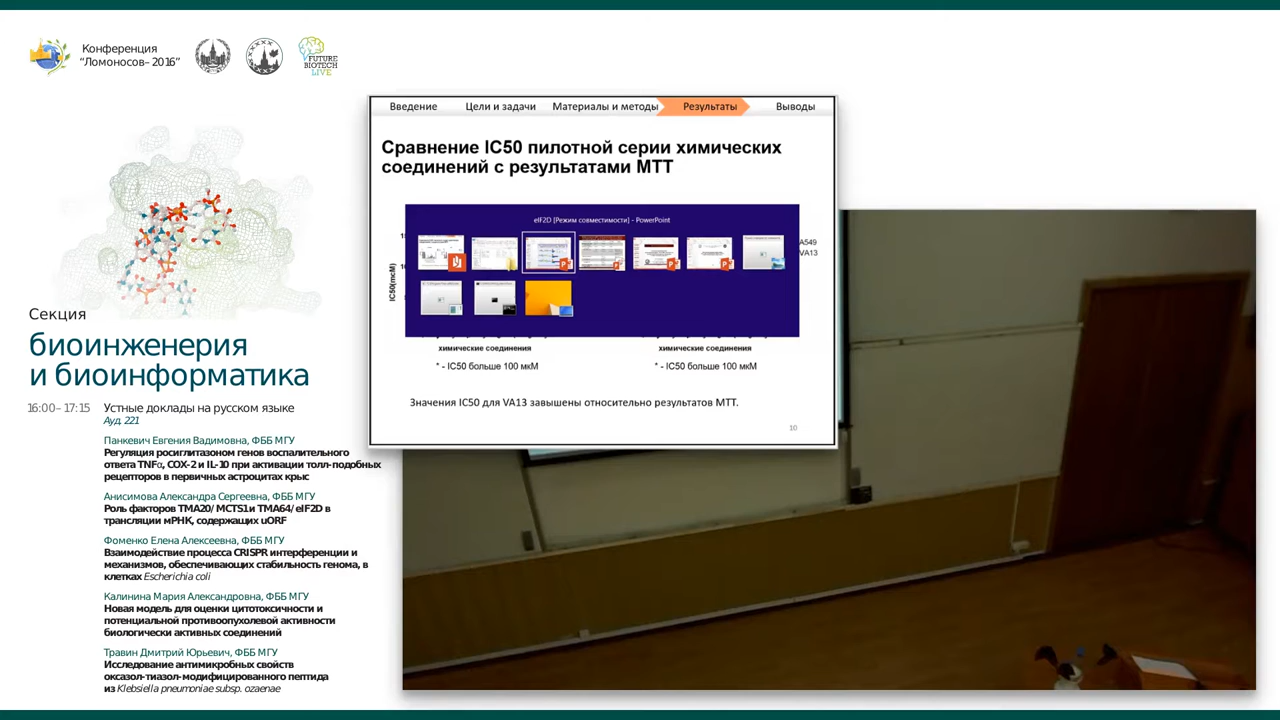 Конференция
“Ломоносов–2016”
FUTURE
BIOTECH
LIVE
Введение Цели и задачи Материалы и методы Результаты Выводы
Сравнение IC50 пилотной серии химических
соединений с результатами МТТ
eIF2D [Режим совместимости] - PowerPoint
A549
VA13
IC50(mcM)
химические соединения химические соединения
* - IC50 больше 100 мкМ * - IC50 больше 100 мкМ
Значения IC50 для VA13 завышены относительно результатов МТТ.
10
Секция
биоинженерия
и биоинформатика
16:00–17:15 Устные доклады на русском языке
Ауд. 221
Панкевич Евгения Вадимовна, ФББ МГУ
Регуляция росиглитазоном генов воспалительного
ответа TNFα, COX-2 и IL-10 при активации толл-подобных
рецепторов в первичных астроцитах крыс
Анисимова Александра Сергеевна, ФББ МГУ
Роль факторов TMA20/MCTS1 и TMA64/eIF2D в
трансляции мРНК, содержащих uORF
Фоменко Елена Алексеевна, ФББ МГУ
Взаимодействие процесса CRISPR интерференции и
механизмов, обеспечивающих стабильность генома, в
клетках Escherichia coli
Калинина Мария Александровна, ФББ МГУ
Новая модель для оценки цитотоксичности и
потенциальной противоопухолевой активности
биологически активных соединений
Травин Дмитрий Юрьевич, ФББ МГУ
Исследование антимикробных свойств
оксазол-тиазол-модифицированного пептида
из Klebsiella pneumoniae subsp. ozaenae